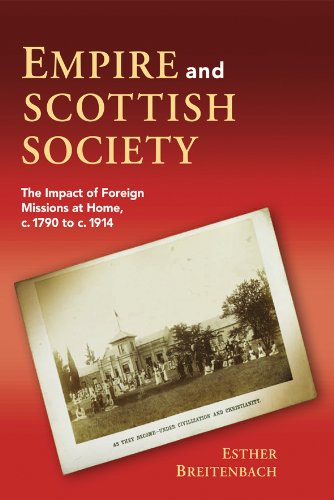 EMPIRE and
SCOTTISH
SOCIETY
The Impact of Foreign
Missions at Home,
c. 1790 to c. 1914
AS THEY BECOME—UNDER CIVILIZATION AND CHRISTIANITY.
ESTHER
BREITENBACH